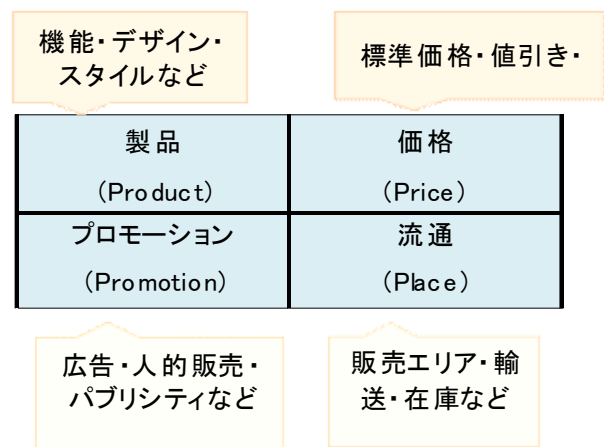 機能・デザイン・
スタイルなど
標準価格・値引き・
製品
（Product）
価格
（Price）
プロモーション
（Promotion）
流通
（Place）
広告・人的販売・
パブリシティなど
販売エリア・輸
送・在庫など